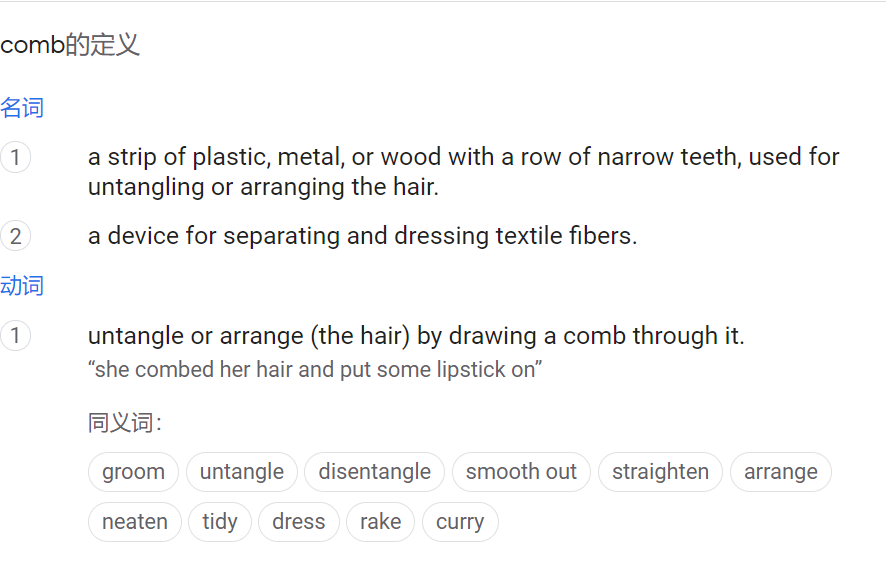 comb的定义
名词
1 a strip of plastic, metal, or wood with a row of narrow teeth, used for
untangling or arranging the hair.
2 a device for separating and dressing textile fibers.
动词
1 untangle or arrange (the hair) by drawing a comb through it.
“she combed her hair and put some lipstick on”
同义词：
groom untangle disentangle smooth out straighten arrange
neaten tidy dress rake curry